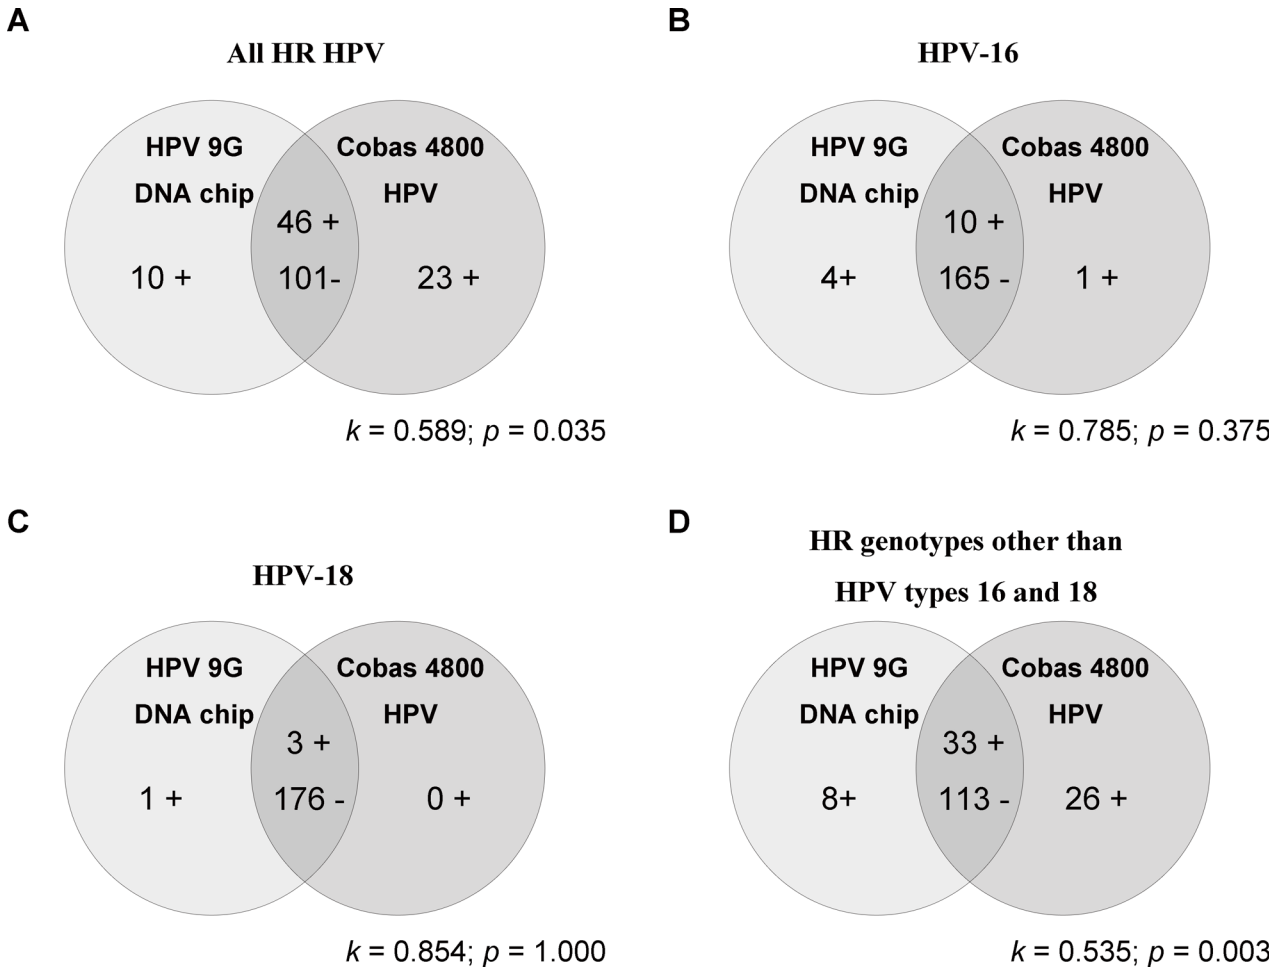 A
All HR HPV
HPV 9G
DNA chip
Cobas 4800
HPV
46 +
10 +
101-
23 +
k = 0.589; p = 0.035
B
HPV-16
HPV 9G
DNA chip
Cobas 4800
HPV
10 +
4+
165 -
1 +
k = 0.785; p = 0.375
C
HPV-18
HPV 9G
DNA chip
Cobas 4800
HPV
3 +
1 +
176 -
0 +
k = 0.854; p = 1.000
D
HR genotypes other than
HPV types 16 and 18
HPV 9G
DNA chip
Cobas 4800
HPV
33 +
8+
113 -
26 +
k = 0.535; p = 0.003